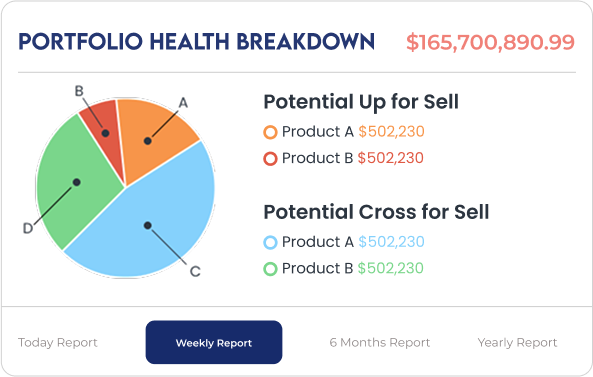 PORTFOLIO HEALTH BREAKDOWN $165,700,890.99
B
A
D
C
Potential Up for Sell
Product A $502,230
Product B $502,230
Potential Cross for Sell
Product A $502,230
Product B $502,230
Today Report Weekly Report 6 Months Report Yearly Report